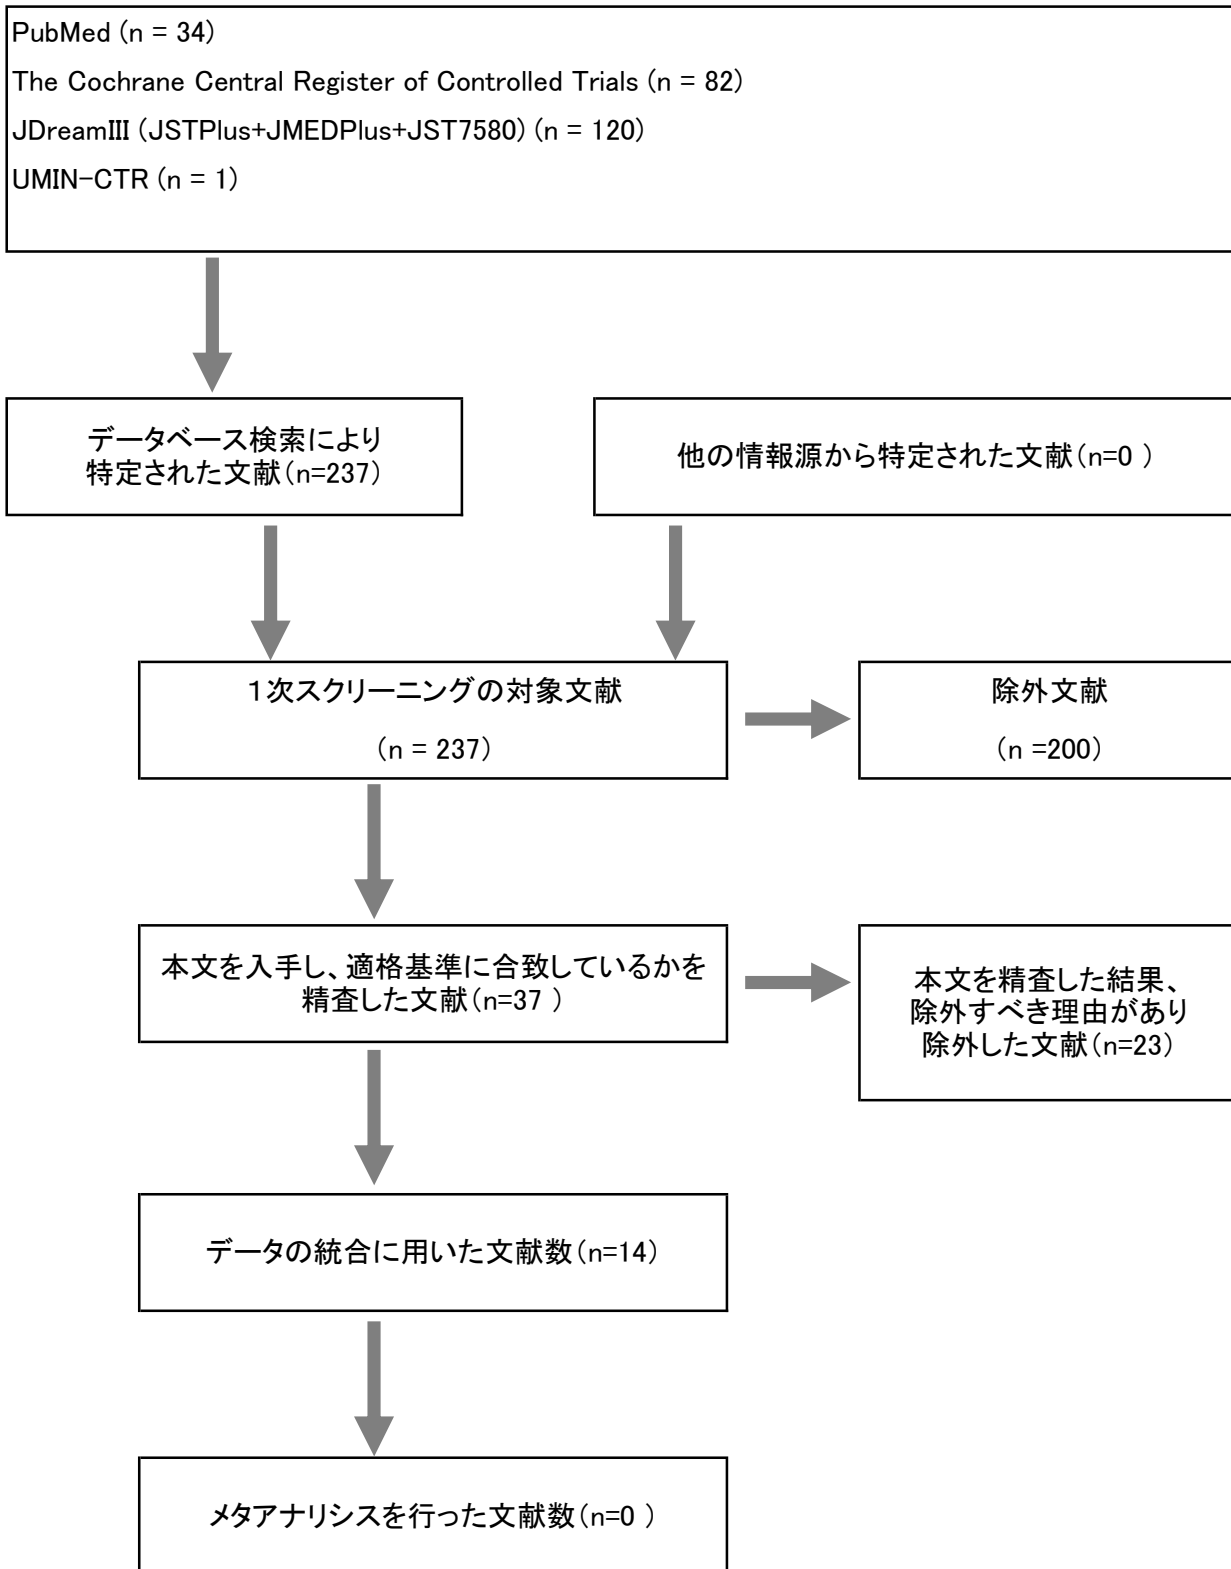 PubMed (n = 34)
The Cochrane Central Register of Controlled Trials (n = 82)
JDreamIII (JSTPlus+JMEDPlus+JST7580) (n = 120)
UMIN-CTR (n = 1)
データベース検索により
特定された文献(n=237)
他の情報源から特定された文献(n=0 )
1次スクリーニングの対象文献
(n = 237)
除外文献
(n =200)
本文を入手し、適格基準に合致しているかを
精査した文献(n=37 )
本文を精査した結果、
除外すべき理由があり
除外した文献(n=23)
データの統合に用いた文献数(n=14)
メタアナリシスを行った文献数(n=0 )